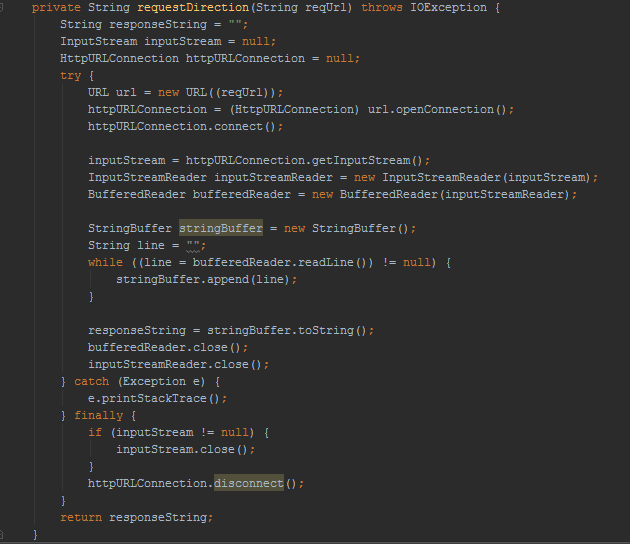 private String requestDirection(String reqUrl) throws IOException {
    String responseString = "";
    InputStream inputStream = null;
    HttpURLConnection httpURLConnection = null;
    try {
        URL url = new URL((reqUrl));
        httpURLConnection = (HttpURLConnection) url.openConnection();
        httpURLConnection.connect();

        inputStream = httpURLConnection.getInputStream();
        InputStreamReader inputStreamReader = new InputStreamReader(inputStream);
        BufferedReader bufferedReader = new BufferedReader(inputStreamReader);

        StringBuffer stringBuffer = new StringBuffer();
        String line = "";
        while ((line = bufferedReader.readLine()) != null) {
            stringBuffer.append(line);
        }

        responseString = stringBuffer.toString();
        bufferedReader.close();
        inputStreamReader.close();
    } catch (Exception e) {
        e.printStackTrace();
    } finally {
        if (inputStream != null) {
            inputStream.close();
        }
        httpURLConnection.disconnect();
    }
    return responseString;
}